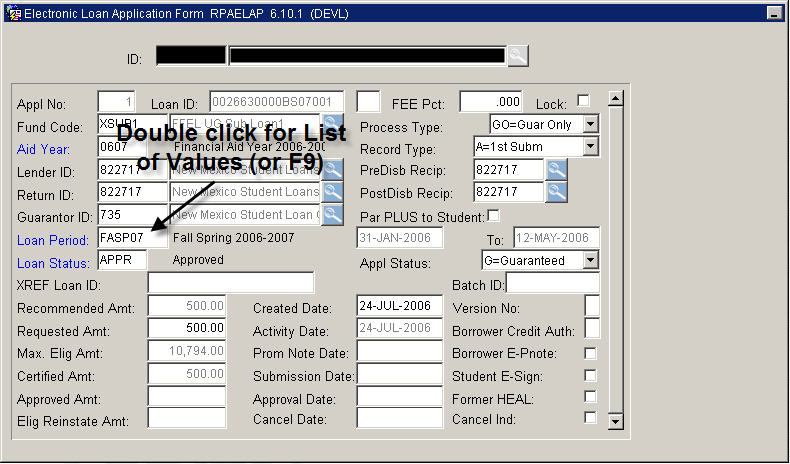 Electronic Loan Application Form RPAELAP 6.10.1 (DEVL)
ID:
Appl No: 1 Loan ID: 0026630000BS07001 FEE Pct: .000 Lock:
Fund Code: XSUB1 FFEL UG Sub Loan1 Process Type: GO=Guar Only
Double click for List
of Values (or F9)
Aid Year: 0607 Financial Aid Year 2006-200 Record Type: A=1st Subm
Lender ID: 822717 New Mexico Student Loans PreDisb Recip: 822717
Return ID: 822717 New Mexico Student Loans PostDisb Recip: 822717
Guarantor ID: 735 New Mexico Student Loan Par PLUS to Student:
Loan Period: FASP07 Fall Spring 2006-2007 31-JAN-2006 To: 12-MAY-2006
Loan Status: APPR Approved Appl Status: G=Guaranteed
XREF Loan ID: Batch ID:
Recommended Amt: 500.00 Created Date: 24-JUL-2006 Version No:
Requested Amt: 500.00 Activity Date: 24-JUL-2006 Borrower Credit Auth:
Max. Elig Amt: 10,794.00 Prom Note Date: Borrower E-Pnote:
Certified Amt: 500.00 Submission Date: Student E-Sign:
Approved Amt: Approval Date: Former HEAL:
Elig Reinstate Amt: Cancel Date: Cancel Ind: